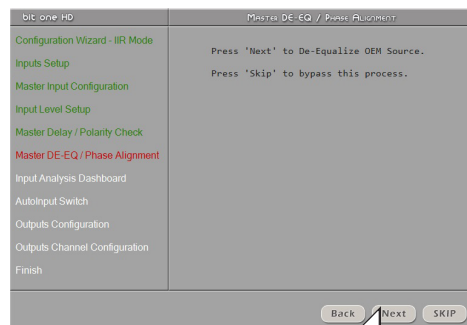 bit one HD
Master DE-EQ / Phase Alignment
Configuration Wizard - IIR Mode
Inputs Setup
Master Input Configuration
Input Level Setup
Master Delay / Polarity Check
Master DE-EQ / Phase Alignment
Input Analysis Dashboard
AutoInput Switch
Outputs Configuration
Outputs Channel Configuration
Finish
Press 'Next' to De-Equalize OEM Source.
Press 'Skip' to bypass this process.
Back
Next
SKIP